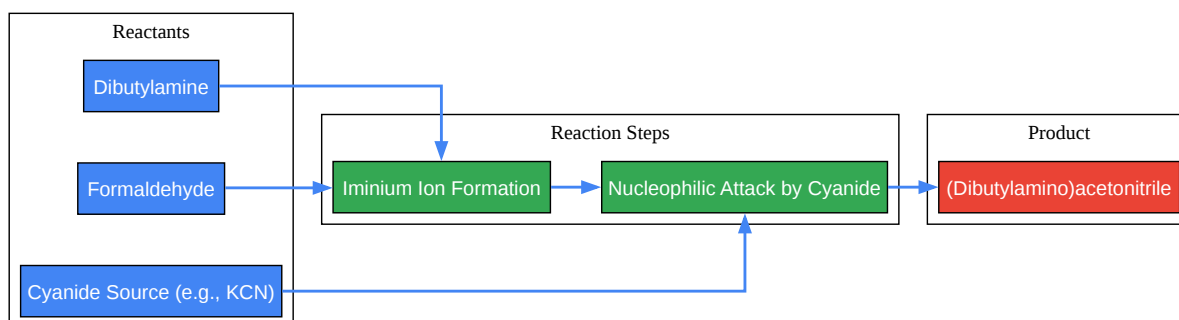 Reactants
Dibutylamine
Formaldehyde
Cyanide Source (e.g., KCN)
Reaction Steps
Iminium Ion Formation
Nucleophilic Attack by Cyanide
Product
(Dibutylamino)acetonitrile